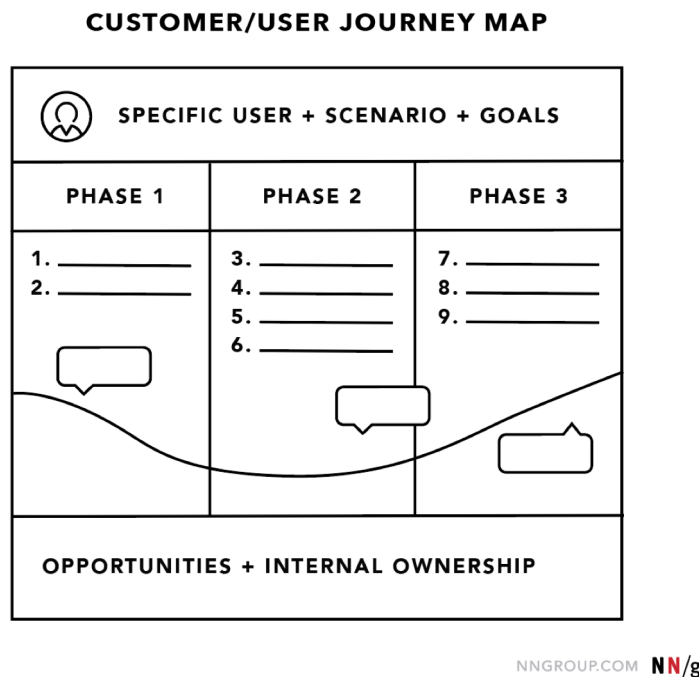 CUSTOMER/USER JOURNEY MAP
SPECIFIC USER + SCENARIO + GOALS
PHASE 1
PHASE 2
PHASE 3
1.
2.
3.
4.
5.
6.
7.
8.
9.
OPPORTUNITIES + INTERNAL OWNERSHIP
NNGROUP.COM NN/g